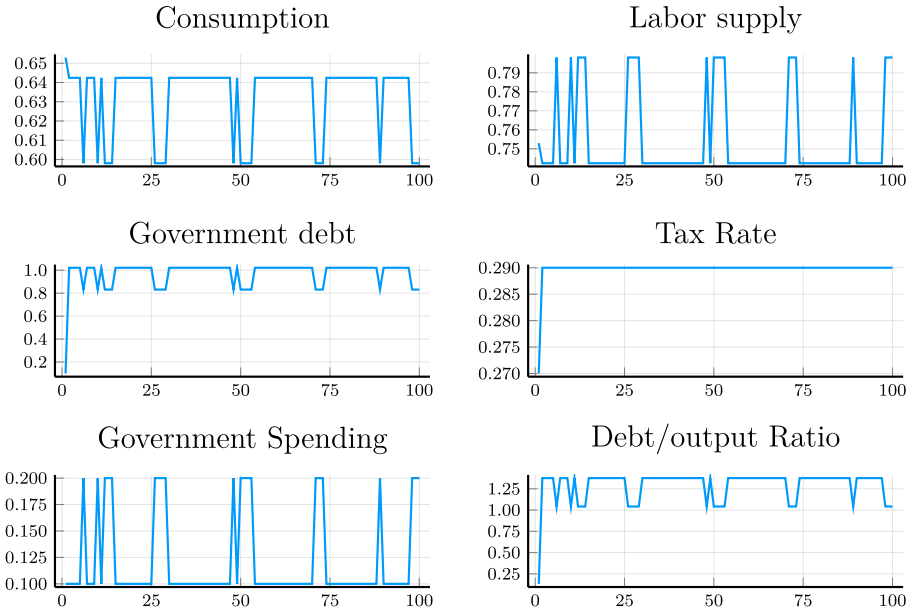 Consumption
0.65
0.64
0.63
0.62
0.61
0.60
0 25 50 75 100
Labor supply
0.79
0.78
0.77
0.76
0.75
0 25 50 75 100
Government debt
1.0
0.8
0.6
0.4
0.2
0 25 50 75 100
Tax Rate
0.290
0.285
0.280
0.275
0.270
0 25 50 75 100
Government Spending
0.200
0.175
0.150
0.125
0.100
0 25 50 75 100
Debt/output Ratio
1.25
1.00
0.75
0.50
0.25
0 25 50 75 100